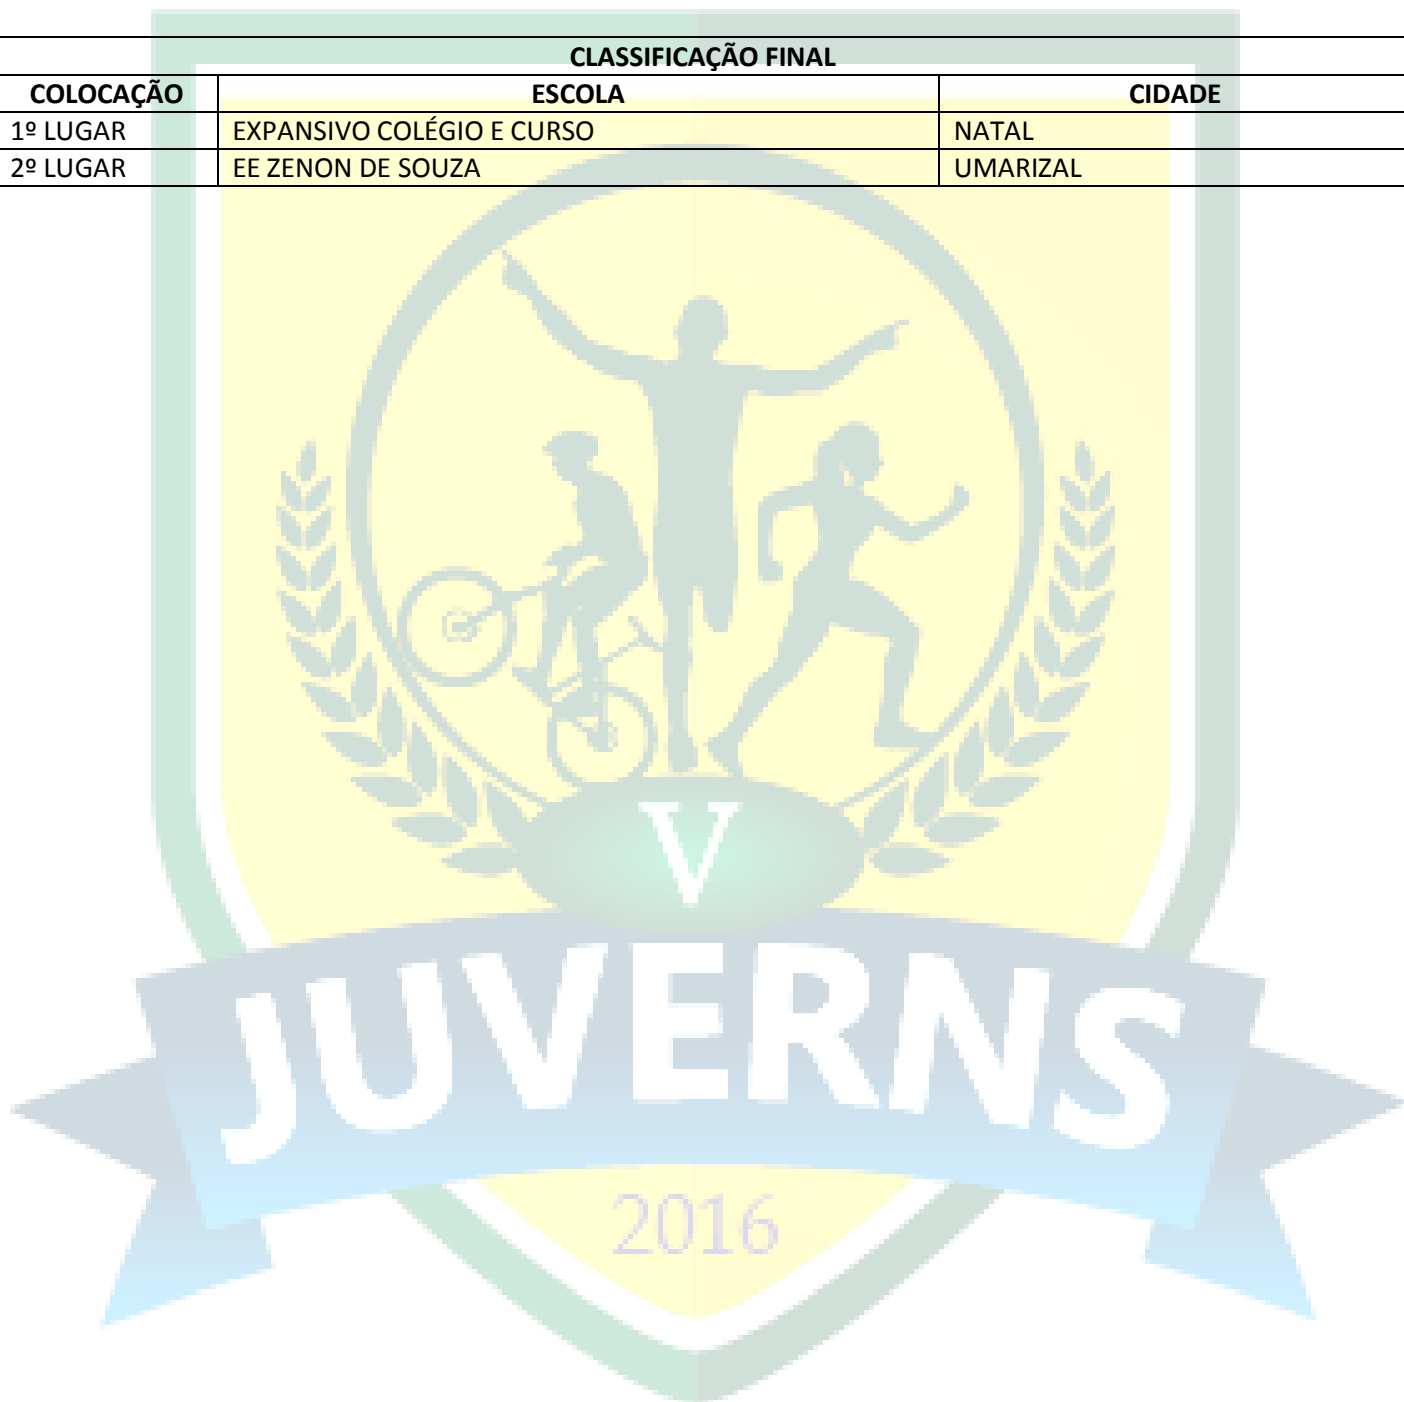 CLASSIFICAÇÃO FINAL
COLOCAÇÃO ESCOLA CIDADE
1º LUGAR EXPANSIVO COLÉGIO E CURSO NATAL
2º LUGAR EE ZENON DE SOUZA UMARIZAL
V
JUVERNS
2016